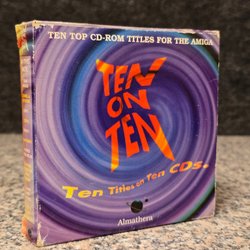 TEN TOP CD-ROM TITLES FOR THE AMIGA
TEN
ON
TEN
Ten Titles on Ten CDs.
Almathera